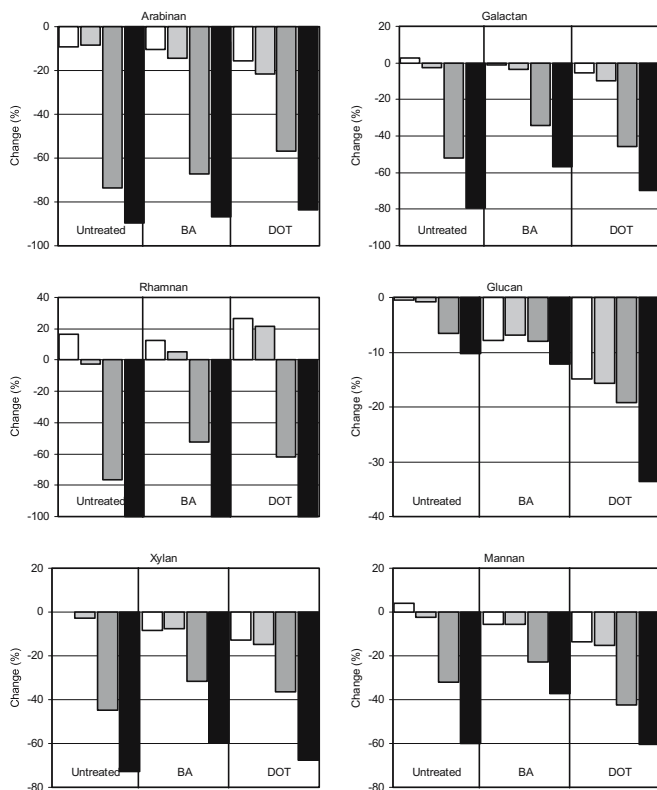 Arabinan
0
-20
-40
-60
-80
-100
Change (%)
Untreated BA DOT
Galactan
20
0
-20
-40
-60
-80
-100
Change (%)
Untreated BA DOT
Rhamnan
40
20
0
-20
-40
-60
-80
-100
Change (%)
Untreated BA DOT
Glucan
0
-10
-20
-30
-40
Change (%)
Untreated BA DOT
Xylan
20
0
-20
-40
-60
-80
Change (%)
Untreated BA DOT
Mannan
20
0
-20
-40
-60
-80
Change (%)
Untreated BA DOT